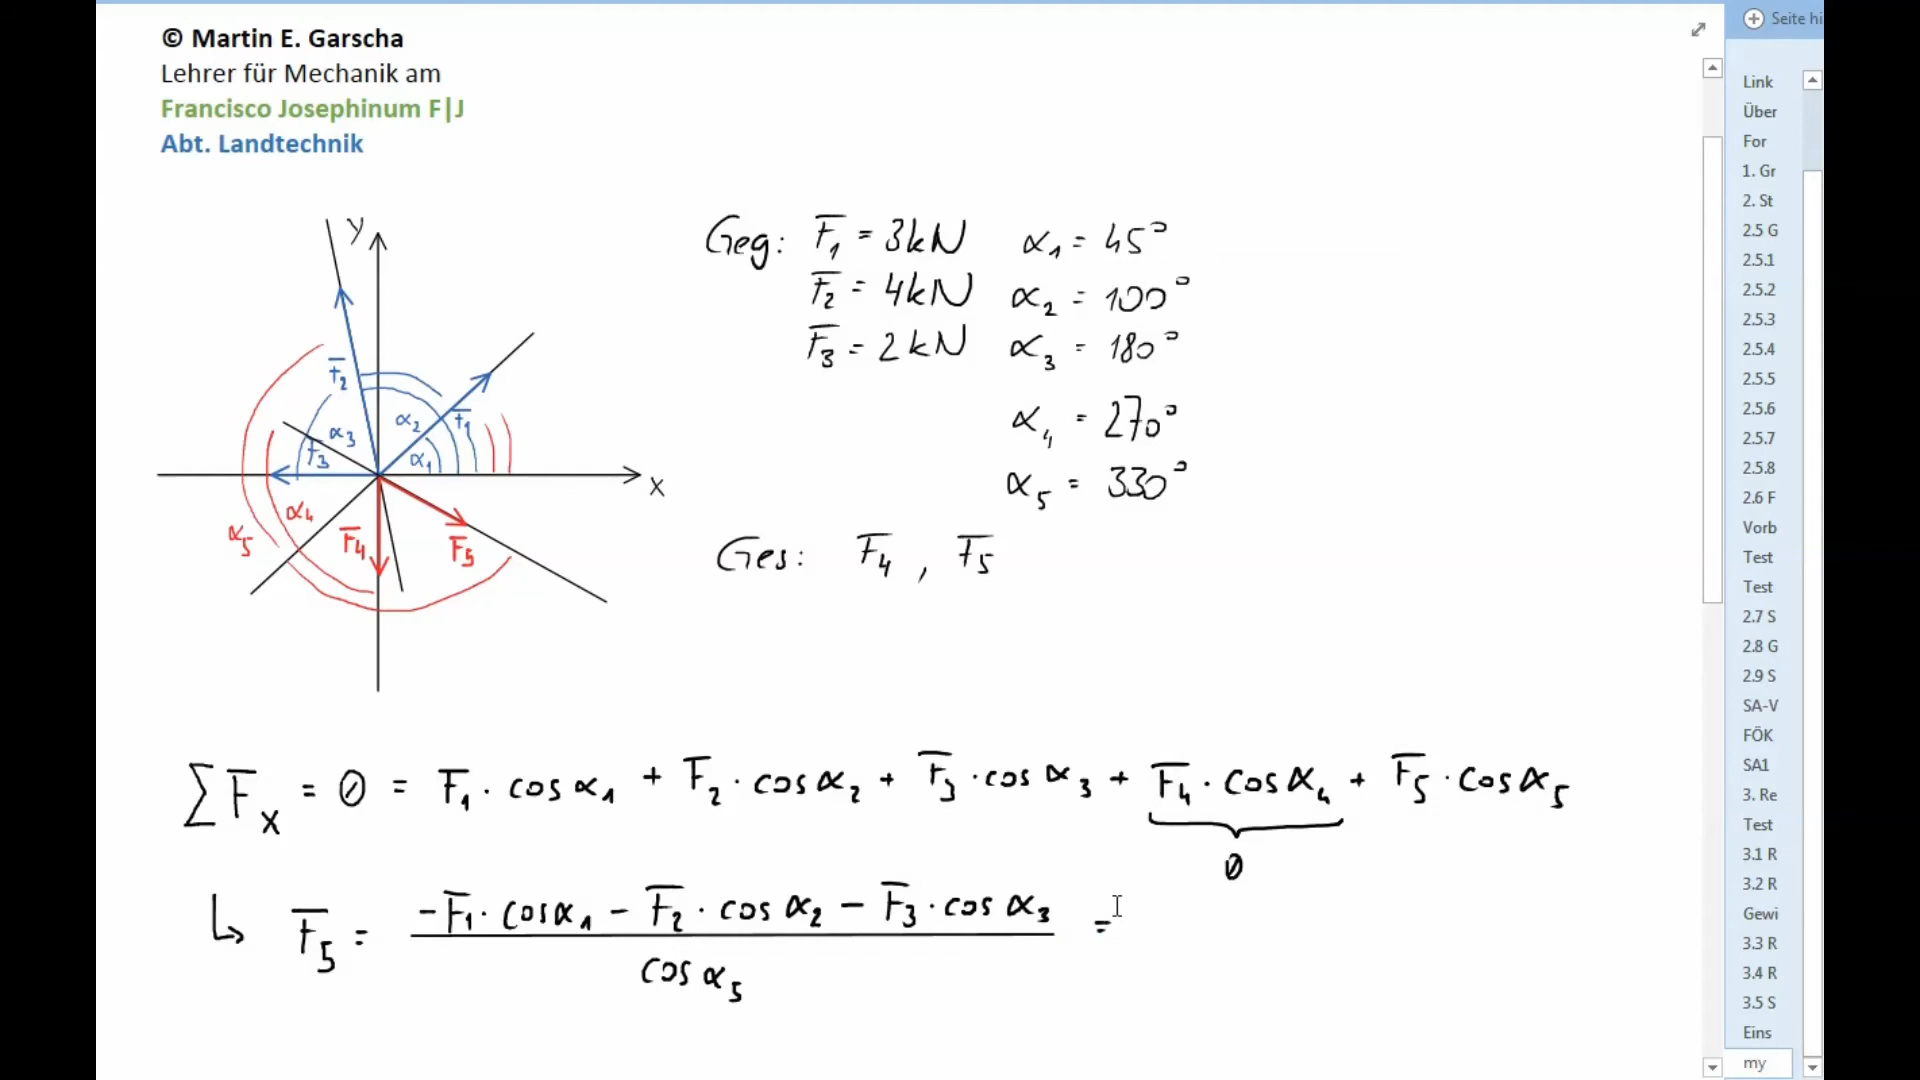 © Martin E. Garscha
Lehrer für Mechanik am
Francisco Josephinum F|J
Abt. Landtechnik
y
x
F₁
F₂
F₃
F₄
F₅
α₁
α₂
α₃
α₄
α₅
Geg: F₁ = 3kN α₁ = 45°
F₂ = 4kN α₂ = 100°
F₃ = 2kN α₃ = 180°
α₄ = 270°
α₅ = 330°
Ges: F₄, F₅
∑Fₓ = 0 = F₁ · cos α₁ + F₂ · cos α₂ + F₃ · cos α₃ + F₄ · cos α₄ + F₅ · cos α₅
0
↳ F₅ = (-F₁ · cos α₁ - F₂ · cos α₂ - F₃ · cos α₃) / cos α₅ =
Seite hi
Link
Über
For
1. Gr
2. St
2.5 G
2.5.1
2.5.2
2.5.3
2.5.4
2.5.5
2.5.6
2.5.7
2.5.8
2.6 F
Vorb
Test
Test
2.7 S
2.8 G
2.9 S
SA-V
FÖK
SA1
3. Re
Test
3.1 R
3.2 R
Gewi
3.3 R
3.4 R
3.5 S
Eins
my